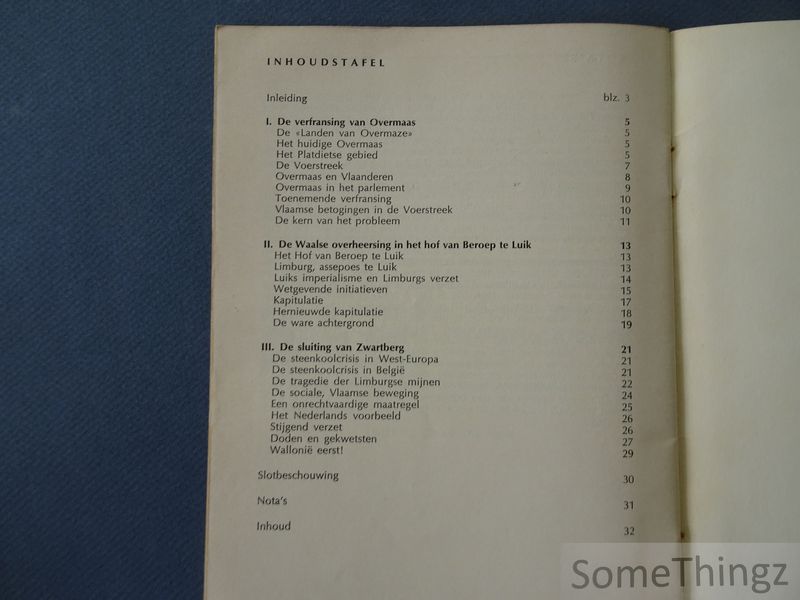 INHOUDSTAFEL
Inleiding blz. 3
I. De verfransing van Overmaas 5
De «Landen van Overmaze» 5
Het huidige Overmaas 5
Het Platdietse gebied 5
De Voerstreek 7
Overmaas en Vlaanderen 8
Overmaas in het parlement 9
Toenemende verfransing 10
Vlaamse betogingen in de Voerstreek 10
De kern van het probleem 11
II. De Waalse overheersing in het hof van Beroep te Luik 13
Het Hof van Beroep te Luik 13
Limburg, assepoes te Luik 13
Luiks imperialisme en Limburgs verzet 14
Wetgevende initiatieven 15
Kapitulatie 17
Hernieuwde kapitulatie 18
De ware achtergrond 19
III. De sluiting van Zwartberg 21
De steenkoolcrisis in West-Europa 21
De steenkoolcrisis in België 21
De tragedie der Limburgse mijnen 22
De sociale, Vlaamse beweging 24
Een onrechtvaardige maatregel 25
Het Nederlands voorbeeld 26
Stijgend verzet 26
Doden en gekwetsten 27
Wallonië eerst! 29
Slotbeschouwing 30
Nota's 31
Inhoud 32
SomeThingz